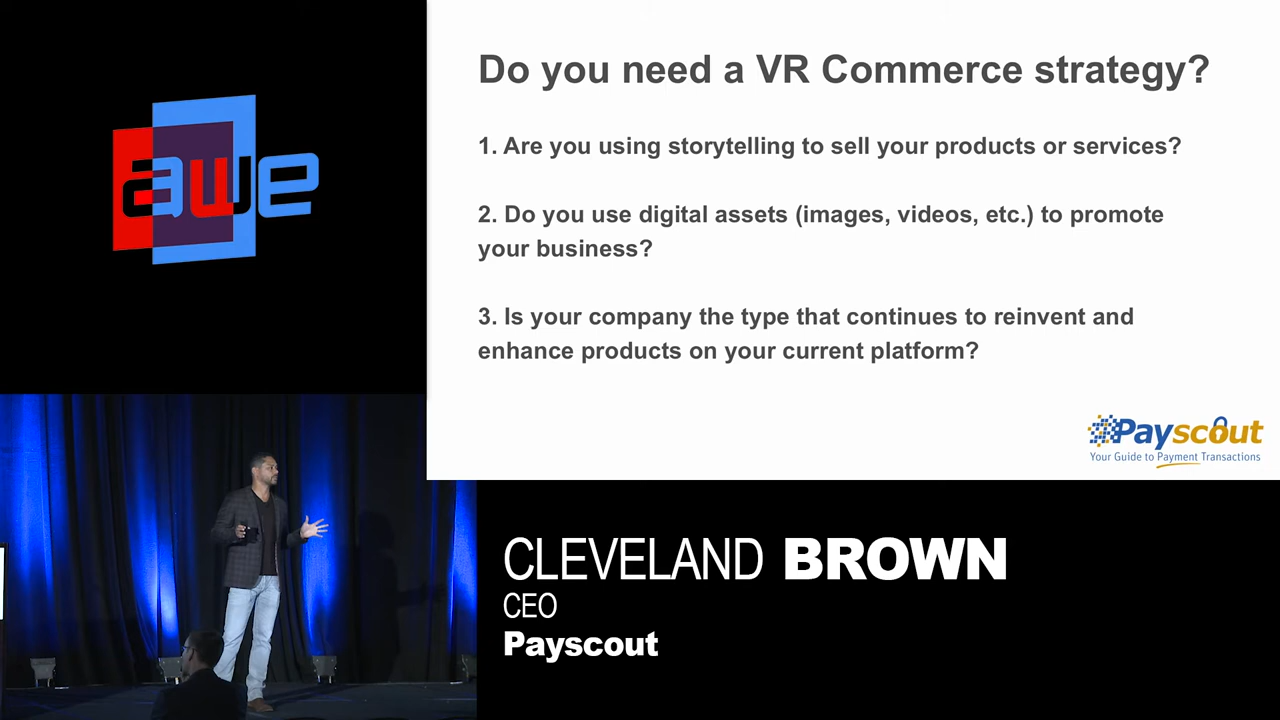 awe
Do you need a VR Commerce strategy?
1. Are you using storytelling to sell your products or services?
2. Do you use digital assets (images, videos, etc.) to promote
your business?
3. Is your company the type that continues to reinvent and
enhance products on your current platform?
Payscout
Your Guide to Payment Transactions
CLEVELAND BROWN
CEO
Payscout